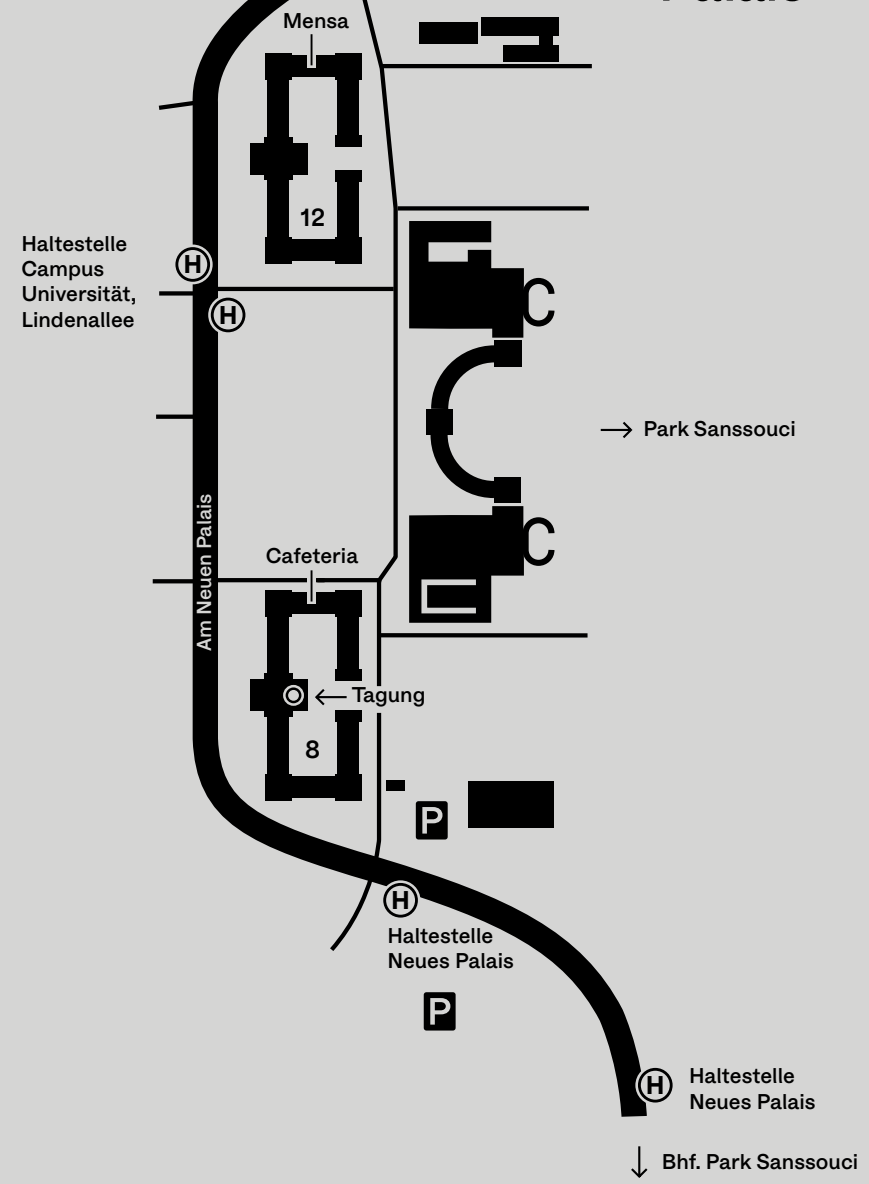 Mensa
12
Haltestelle
Campus
Universität,
Lindenallee
H
H
Park Sanssouci
Am Neuen Palais
Cafeteria
Tagung
8
P
H
Haltestelle
Neues Palais
P
H
Haltestelle
Neues Palais
Bhf. Park Sanssouci